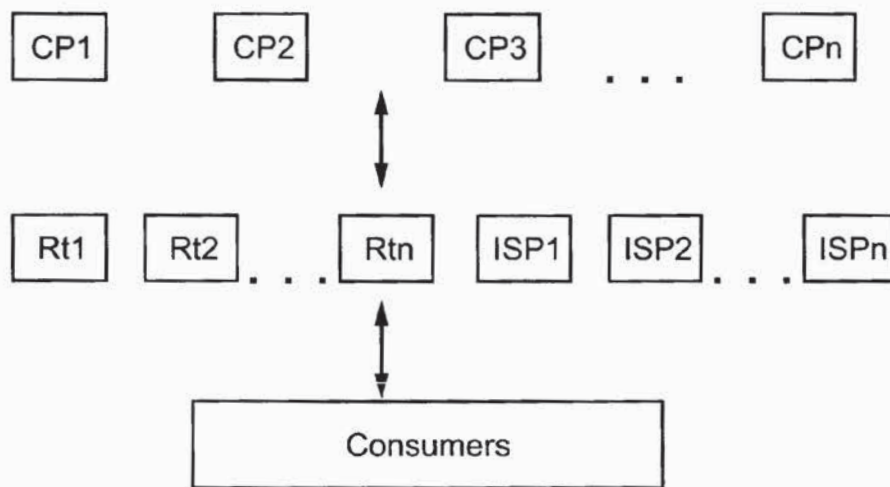 CP1 CP2 CP3 . . . CPn
Rt1 Rt2 . . . Rtn ISP1 ISP2 . . . ISPn
Consumers